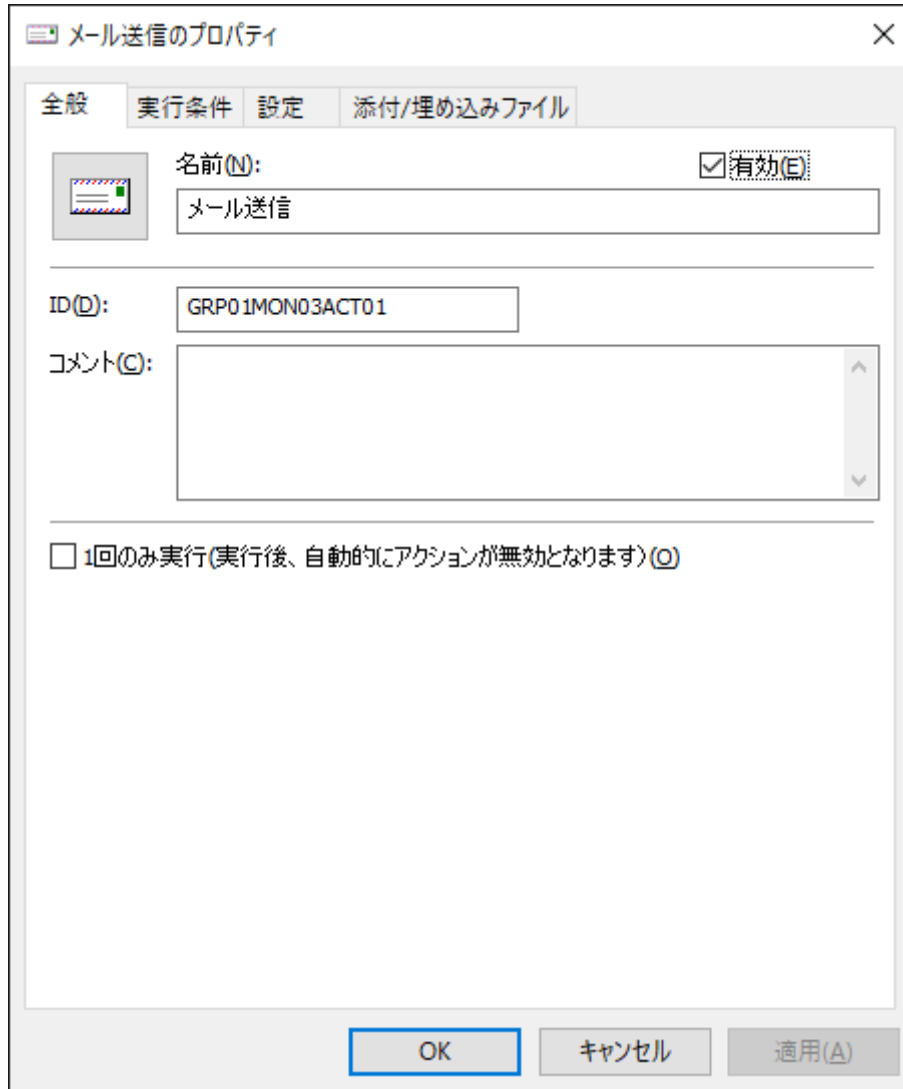 メール送信のプロパティ
全般 実行条件 設定 添付/埋め込みファイル
名前(N): 有効(E)
メール送信
ID(D): GRP01MON03ACT01
コメント(C):
1回のみ実行(実行後、自動的にアクションが無効となります)(O)
OK キャンセル 適用(A)